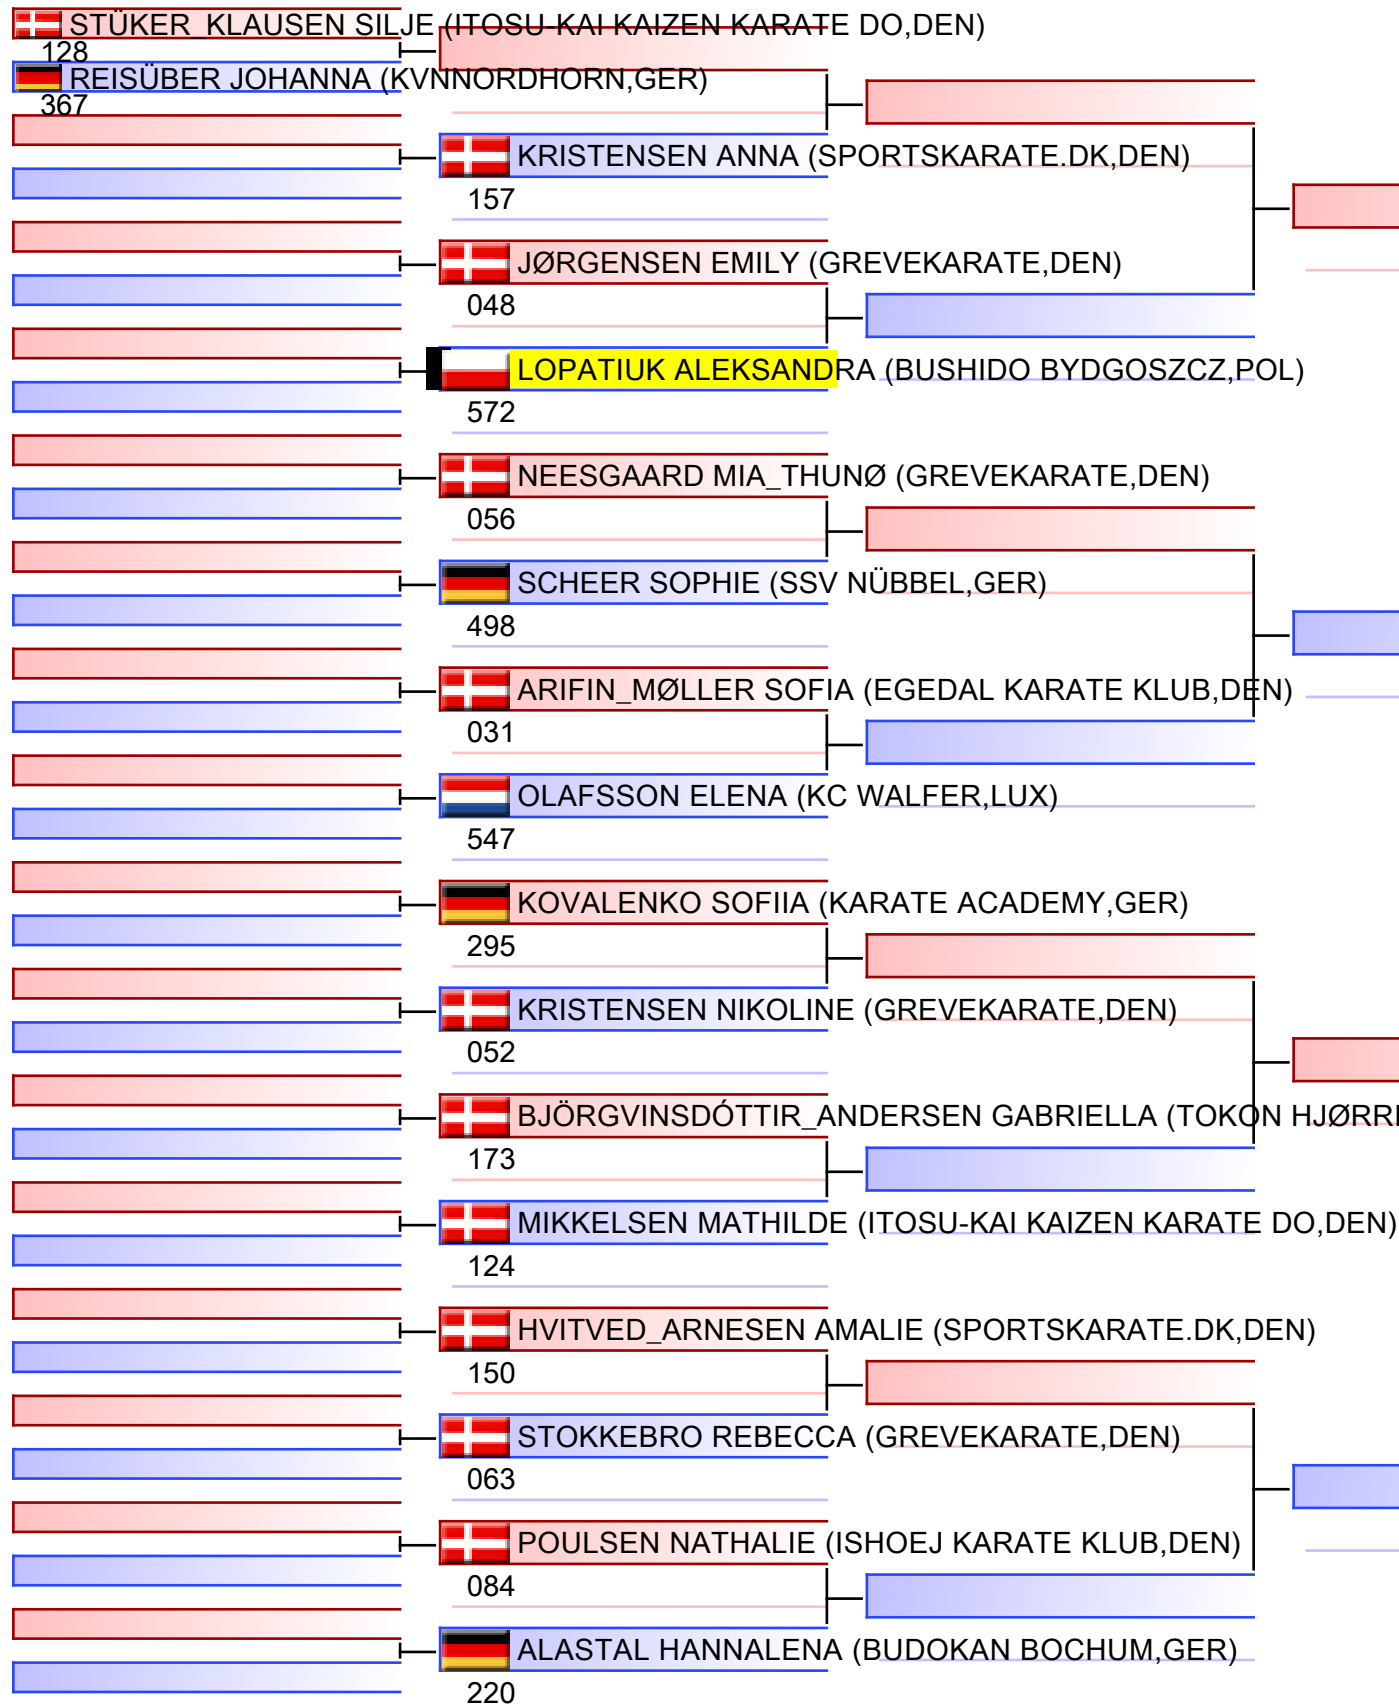 STÜKER_KLAUSEN SILJE (ITOSU-KAI KAIZEN KARATE DO,DEN)
128
REISÜBER JOHANNA (KVNNORDHORN,GER)
367
KRISTENSEN ANNA (SPORTSKARATE.DK,DEN)
157
JØRGENSEN EMILY (GREVEKARATE,DEN)
048
LOPATIUK ALEKSANDRA (BUSHIDO BYDGOSZCZ,POL)
572
NEESGAARD MIA_THUNØ (GREVEKARATE,DEN)
056
SCHEER SOPHIE (SSV NÜBBEL,GER)
498
ARIFIN_MØLLER SOFIA (EGEDAL KARATE KLUB,DEN)
031
OLAFSSON ELENA (KC WALFER,LUX)
547
KOVALENKO SOFIIA (KARATE ACADEMY,GER)
295
KRISTENSEN NIKOLINE (GREVEKARATE,DEN)
052
BJÖRGVINSDÓTTIR_ANDERSEN GABRIELLA (TOKON HJØRR
173
MIKKELSEN MATHILDE (ITOSU-KAI KAIZEN KARATE DO,DEN)
124
HVITVED_ARNESEN AMALIE (SPORTSKARATE.DK,DEN)
150
STOKKEBRO REBECCA (GREVEKARATE,DEN)
063
POULSEN NATHALIE (ISHOEJ KARATE KLUB,DEN)
084
ALASTAL HANNALENA (BUDOKAN BOCHUM,GER)
220